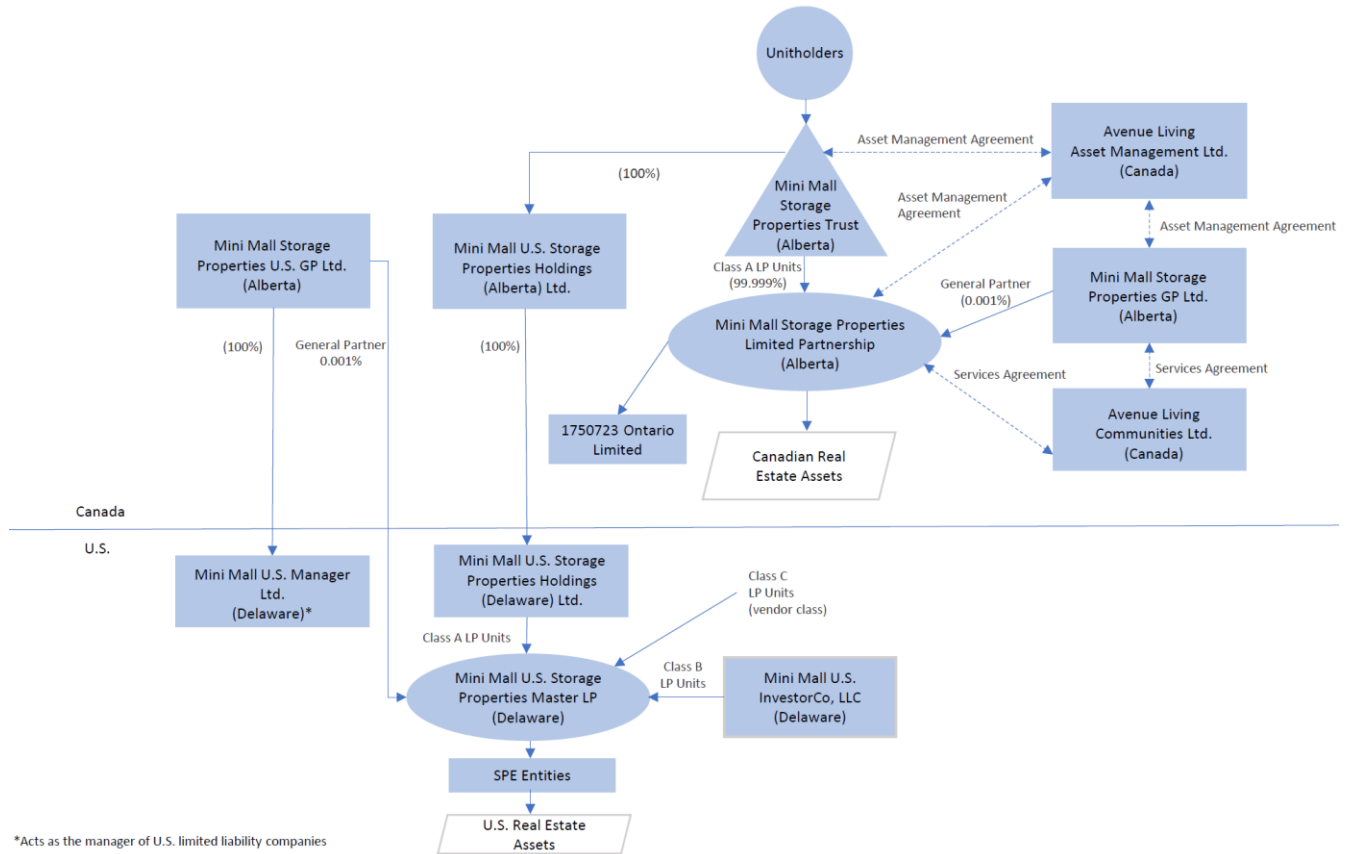 Unitholders
Asset Management Agreement
Avenue Living
Asset Management Ltd.
(Canada)
(100%)
Mini Mall
Storage
Properties Trust
(Alberta)
Asset Management
Agreement
Asset Management Agreement
Mini Mall Storage
Properties U.S. GP Ltd.
(Alberta)
Mini Mall U.S. Storage
Properties Holdings
(Alberta) Ltd.
Class A LP Units
(99.999%)
General Partner
(0.001%)
Mini Mall Storage
Properties GP Ltd.
(Alberta)
(100%)
General Partner
0.001%
(100%)
Mini Mall Storage Properties
Limited Partnership
(Alberta)
Services Agreement
Services Agreement
1750723 Ontario
Limited
Canadian Real
Estate Assets
Avenue Living
Communities Ltd.
(Canada)
Canada
U.S.
Mini Mall U.S. Manager
Ltd.
(Delaware)*
Mini Mall U.S. Storage
Properties Holdings
(Delaware) Ltd.
Class C
LP Units
(vendor class)
Class A LP Units
Mini Mall U.S. Storage
Properties Master LP
(Delaware)
Class B
LP Units
Mini Mall U.S.
InvestorCo, LLC
(Delaware)
SPE Entities
U.S. Real Estate
Assets
*Acts as the manager of U.S. limited liability companies